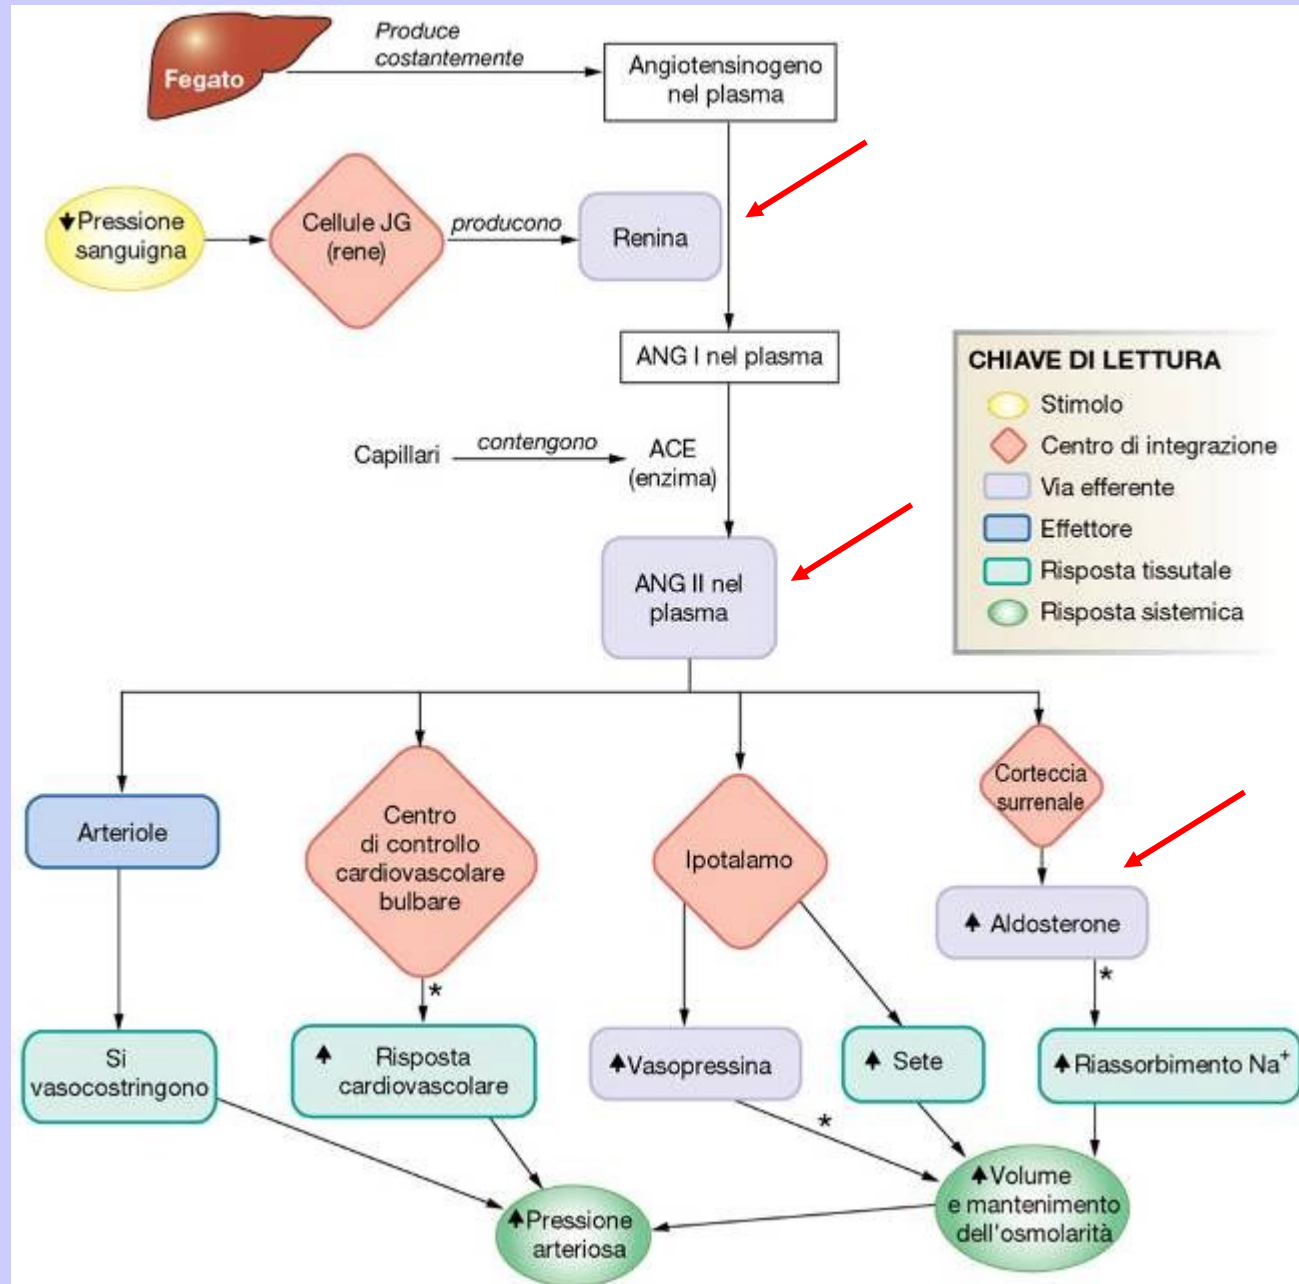 Produce
costantemente
Fegato
Angiotensinogeno
nel plasma
Pressione
sanguigna
Cellule JG
(rene)
producono
Renina
ANG I nel plasma
Capillari
contengono
ACE
(enzima)
ANG II nel
plasma
CHIAVE DI LETTURA
Stimolo
Centro di integrazione
Via efferente
Effettore
Risposta tissutale
Risposta sistemica
Arteriole
Centro
di controllo
cardiovascolare
bulbare
Ipotalamo
Corteccia
surrenale
Aldosterone
*
*
Si
vasocostringono
Risposta
cardiovascolare
Vasopressina
Sete
Riassorbimento Na⁺
*
Pressione
arteriosa
Volume
e mantenimento
dell'osmolarità